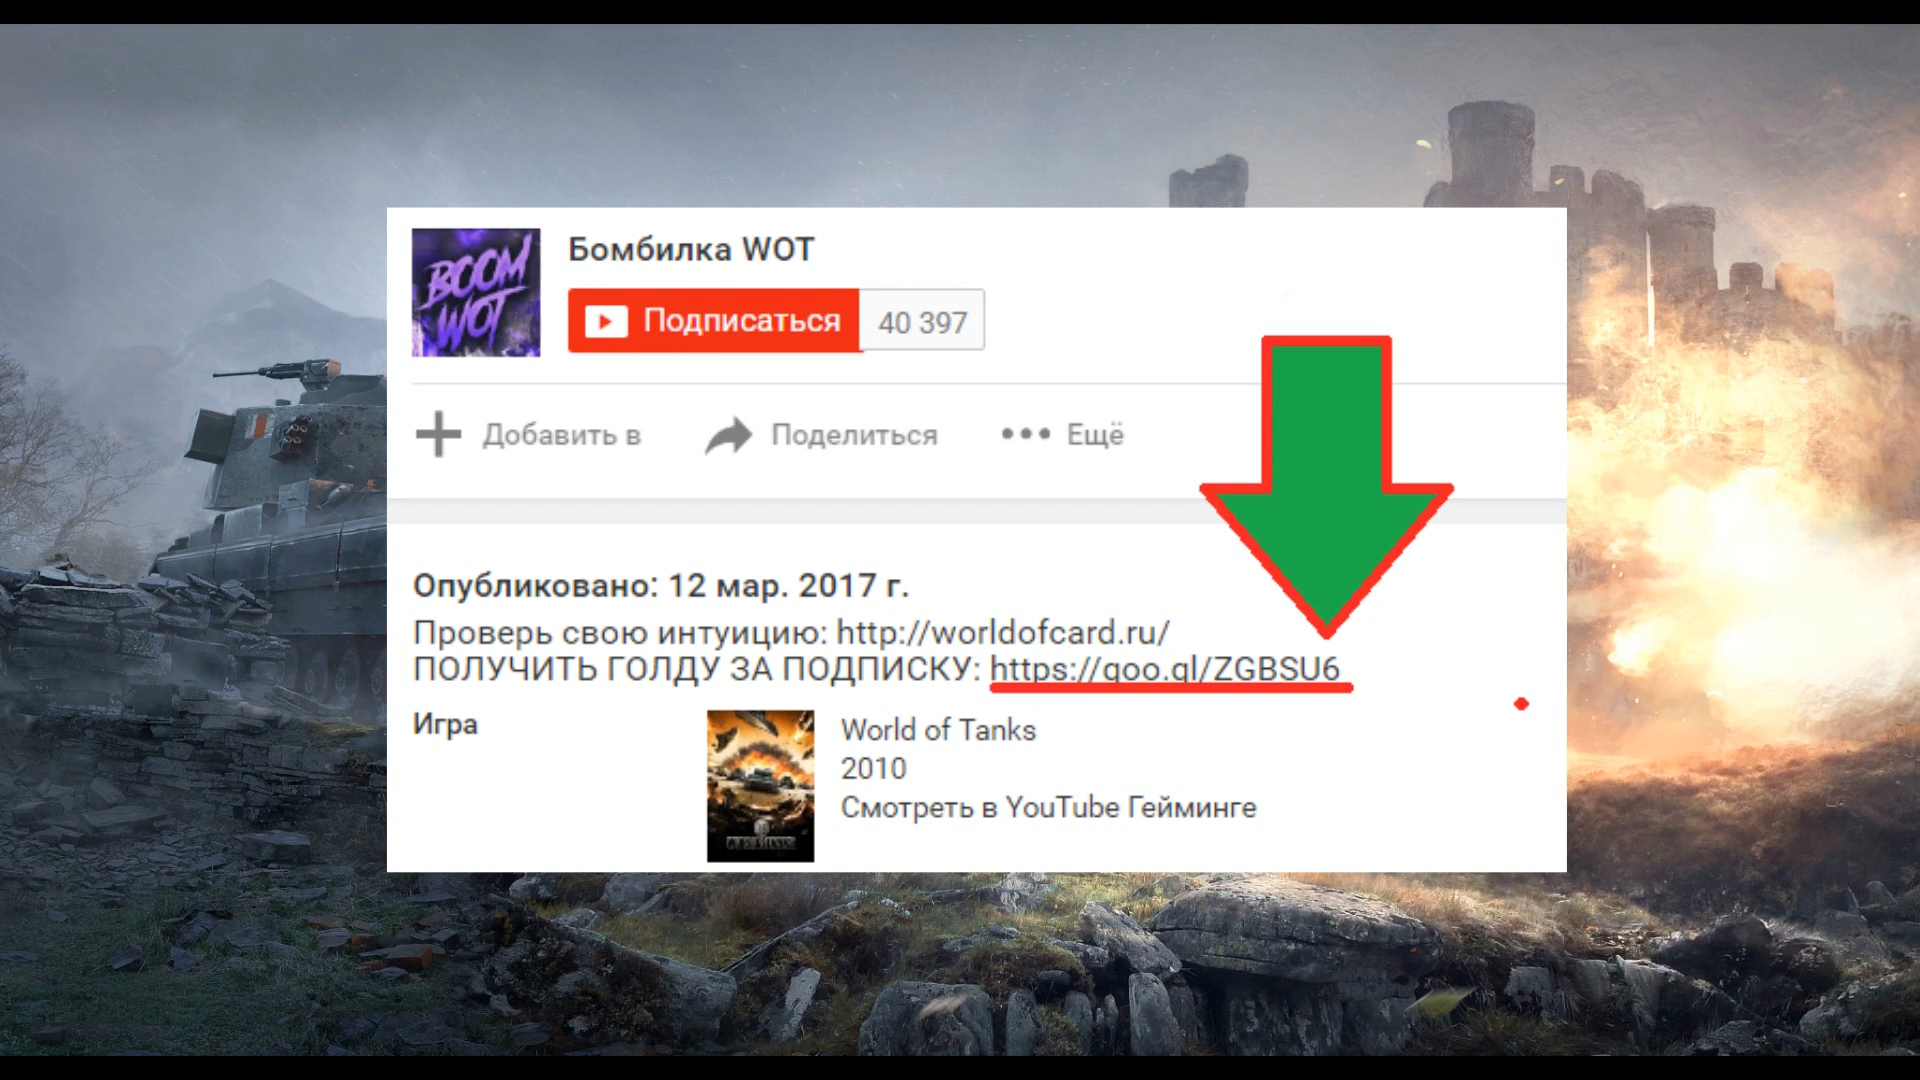 BOOM
WOT
Бомбилка WOT
Подписаться
40 397
Добавить в
Поделиться
Ещё
Опубликовано: 12 мар. 2017 г.
Проверь свою интуицию: http://worldofcard.ru/
ПОЛУЧИТЬ ГОЛДУ ЗА ПОДПИСКУ: https://goo.gl/ZGBSU6
Игра
World of Tanks
2010
Смотреть в YouTube Гейминге